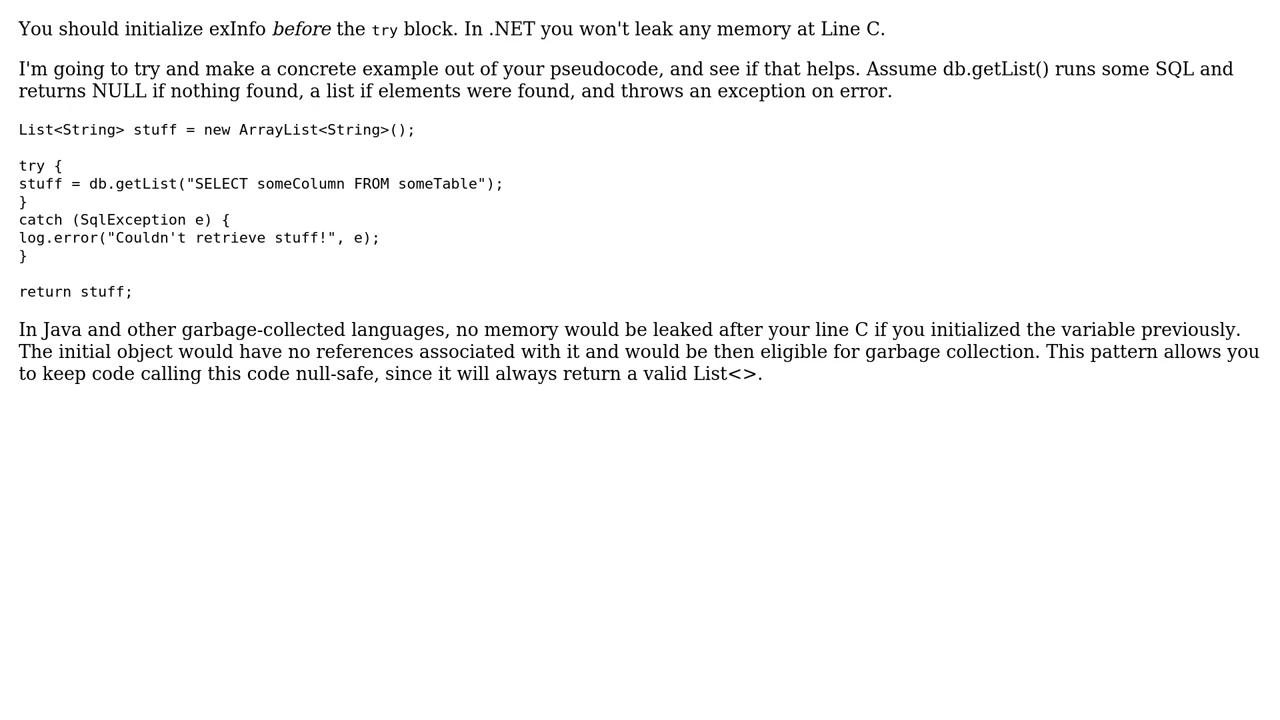 You should initialize exInfo before the try block. In .NET you won't leak any memory at Line C.
I'm going to try and make a concrete example out of your pseudocode, and see if that helps. Assume db.getList() runs some SQL and
returns NULL if nothing found, a list if elements were found, and throws an exception on error.
List<String> stuff = new ArrayList<String>();
try {
stuff = db.getList("SELECT someColumn FROM someTable");
}
catch (SqlException e) {
log.error("Couldn't retrieve stuff!", e);
}
return stuff;
In Java and other garbage-collected languages, no memory would be leaked after your line C if you initialized the variable previously.
The initial object would have no references associated with it and would be then eligible for garbage collection. This pattern allows you
to keep code calling this code null-safe, since it will always return a valid List<>.